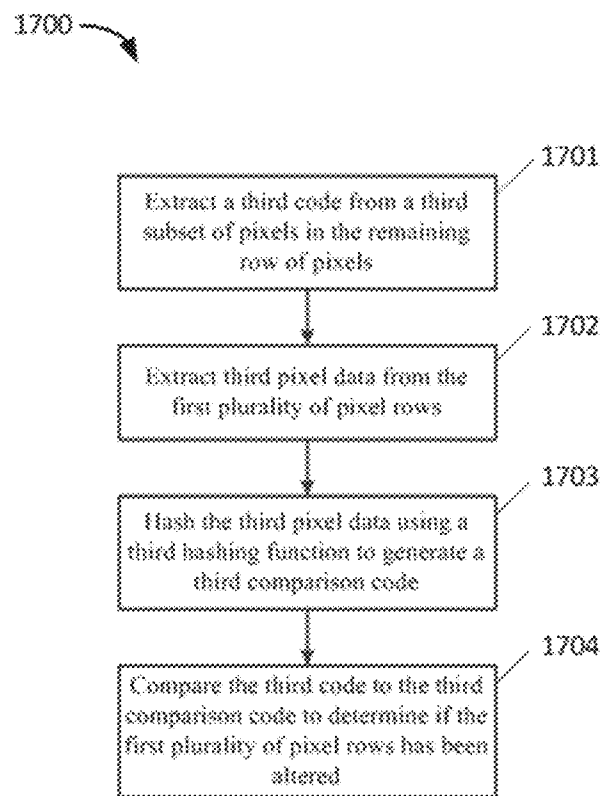 1700
1701
Extract a third code from a third
subset of pixels in the remaining
row of pixels
1702
Extract third pixel data from the
first plurality of pixel rows
1703
Hash the third pixel data using a
third hashing function to generate a
third comparison code
1704
Compare the third code to the third
comparison code to determine if the
first plurality of pixel rows has been
altered